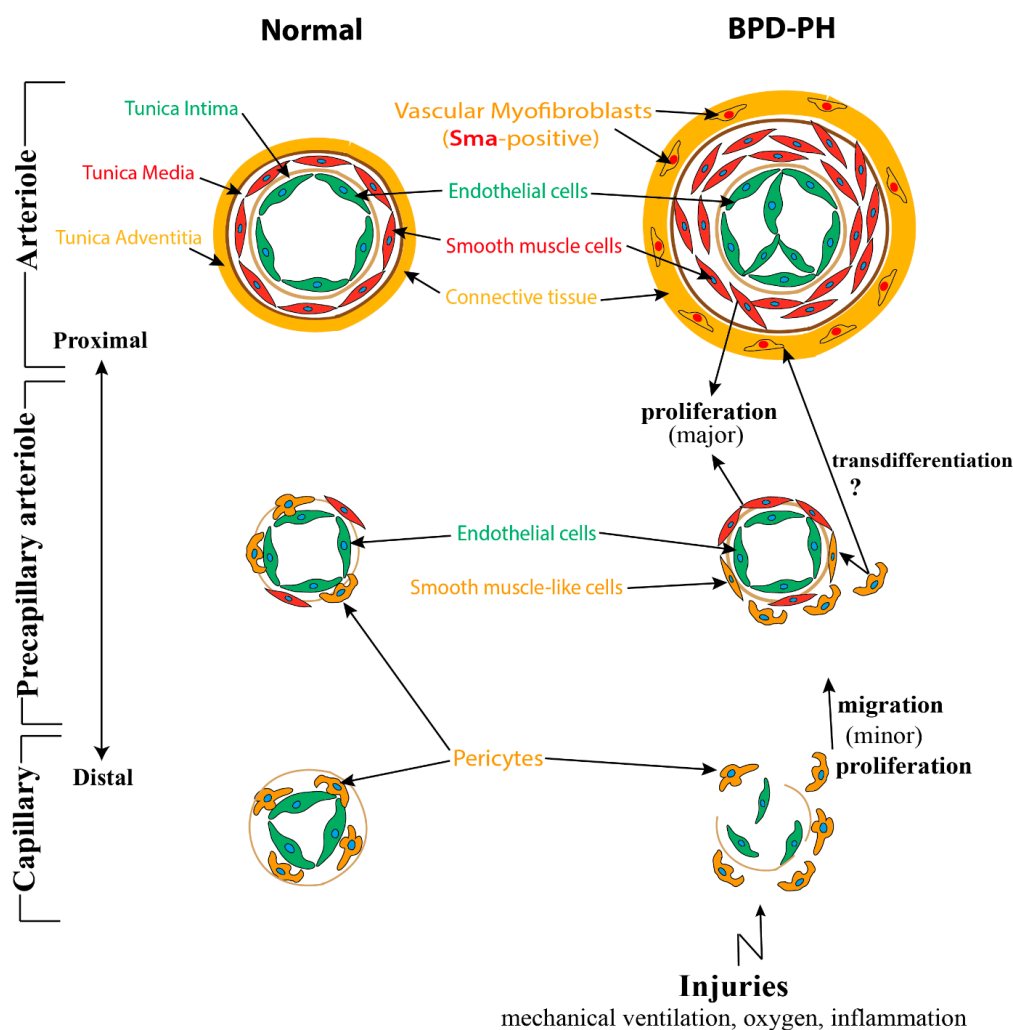 Normal
BPD-PH
Arteriole
Tunica Intima
Tunica Media
Tunica Adventitia
Vascular Myofibroblasts
(Sma-positive)
Endothelial cells
Smooth muscle cells
Connective tissue
Proximal
Precapillary arteriole
proliferation
(major)
transdifferentiation
?
Endothelial cells
Smooth muscle-like cells
migration
(minor)
proliferation
Pericytes
Distal
Capillary
Injuries
mechanical ventilation, oxygen, inflammation